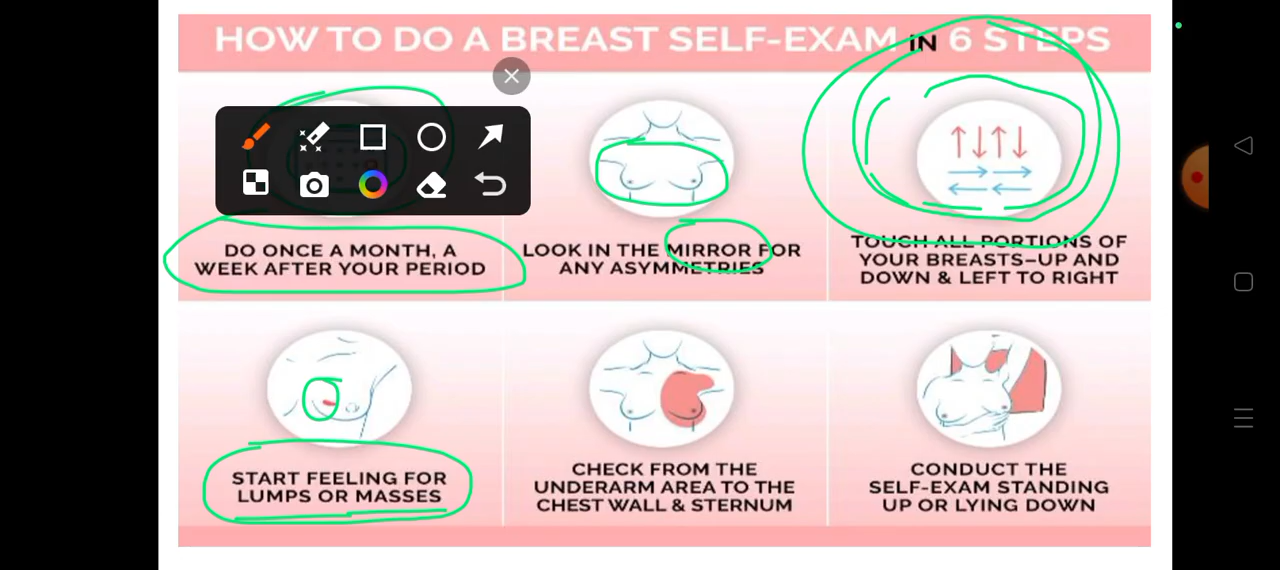 HOW TO DO A BREAST SELF-EXAM IN 6 STEPS
DO ONCE A MONTH, A
WEEK AFTER YOUR PERIOD
LOOK IN THE MIRROR FOR
ANY ASYMMETRIES
TOUGH ALL PORTIONS OF
YOUR BREASTS–UP AND
DOWN & LEFT TO RIGHT
START FEELING FOR
LUMPS OR MASSES
CHECK FROM THE
UNDERARM AREA TO THE
CHEST WALL & STERNUM
CONDUCT THE
SELF-EXAM STANDING
UP OR LYING DOWN